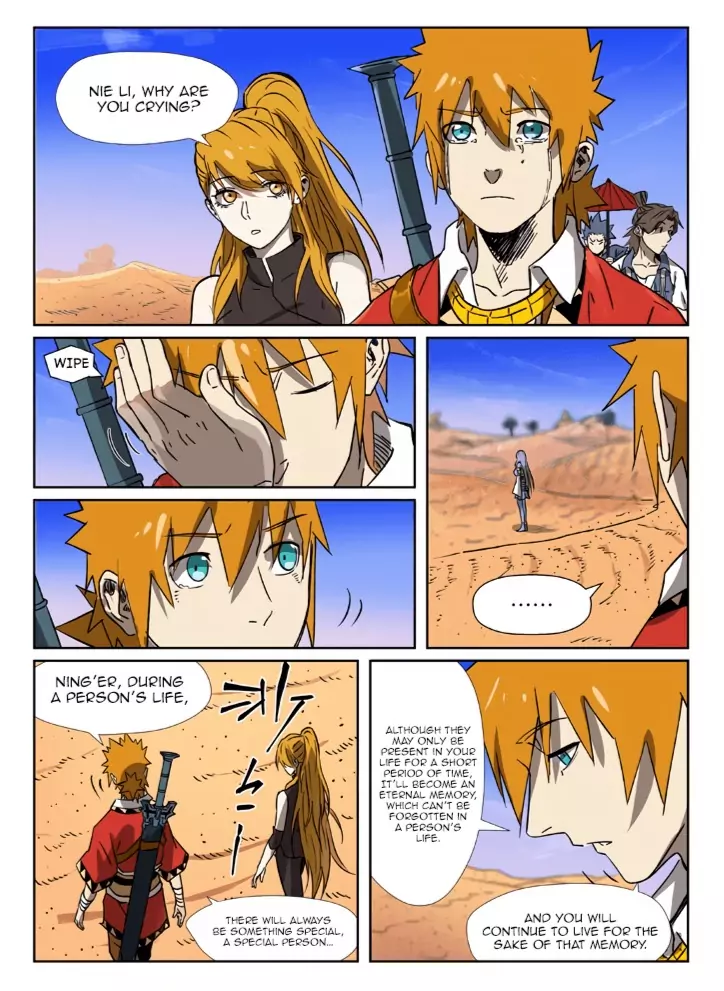 NIE LI, WHY ARE
YOU CRYING?
WIPE
......
NING'ER, DURING
A PERSON'S LIFE,
THERE WILL ALWAYS
BE SOMETHING SPECIAL,
A SPECIAL PERSON...
ALTHOUGH THEY
MAY ONLY BE
PRESENT IN YOUR
LIFE FOR A SHORT
PERIOD OF TIME,
IT'LL BECOME AN
ETERNAL MEMORY,
WHICH CAN'T BE
FORGOTTEN IN
A PERSON'S
LIFE.
AND YOU WILL
CONTINUE TO LIVE FOR THE
SAKE OF THAT MEMORY.